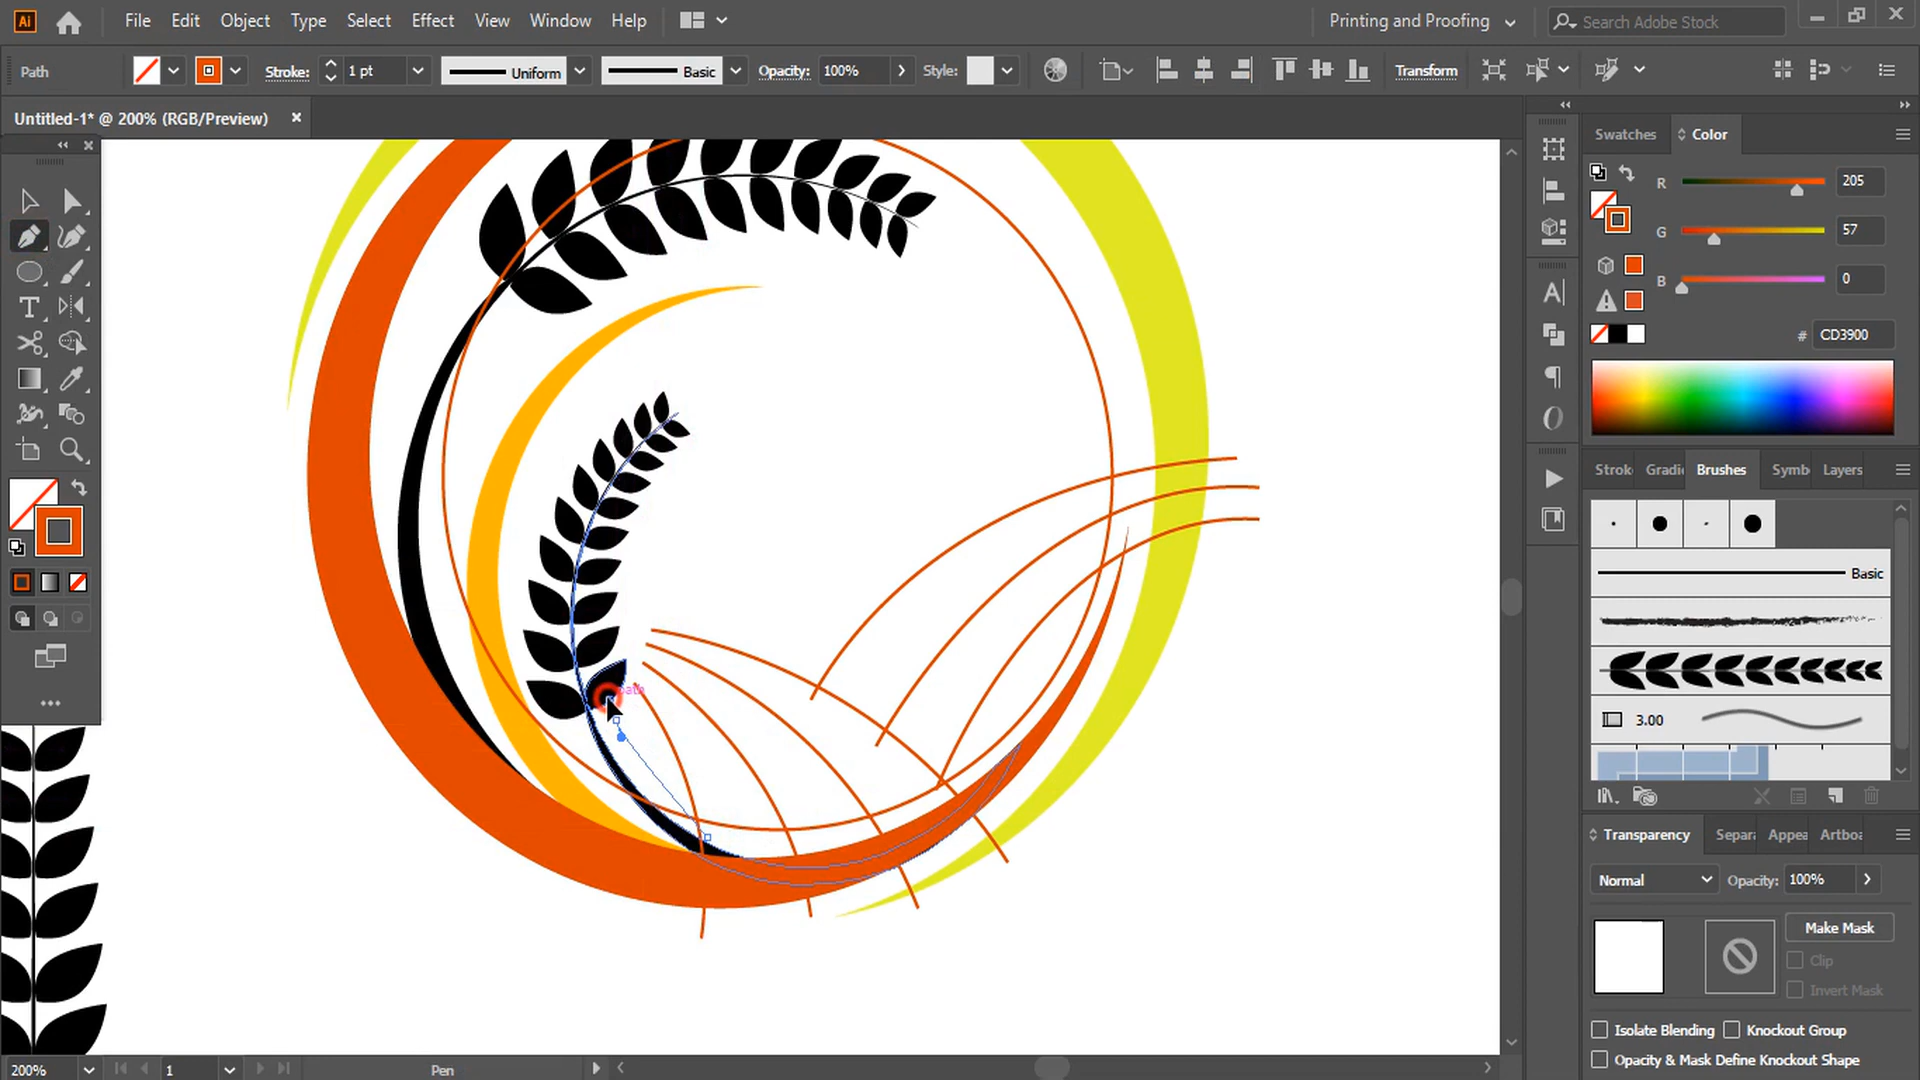 Ai File Edit Object Type Select Effect View Window Help Printing and Proofing Search Adobe Stock
Path Stroke: 1 pt Uniform Basic Opacity: 100% Style: Transform
Untitled-1* @ 200% (RGB/Preview)
Swatches Color
R 205
G 57
B 0
# CD3900
Strok Gradi Brushes Symb Layers
Basic
3.00
path
Transparency Separ Appea Artboa
Normal Opacity: 100%
Make Mask
Clip
Invert Mask
Isolate Blending Knockout Group
Opacity & Mask Define Knockout Shape
200% 1 Pen